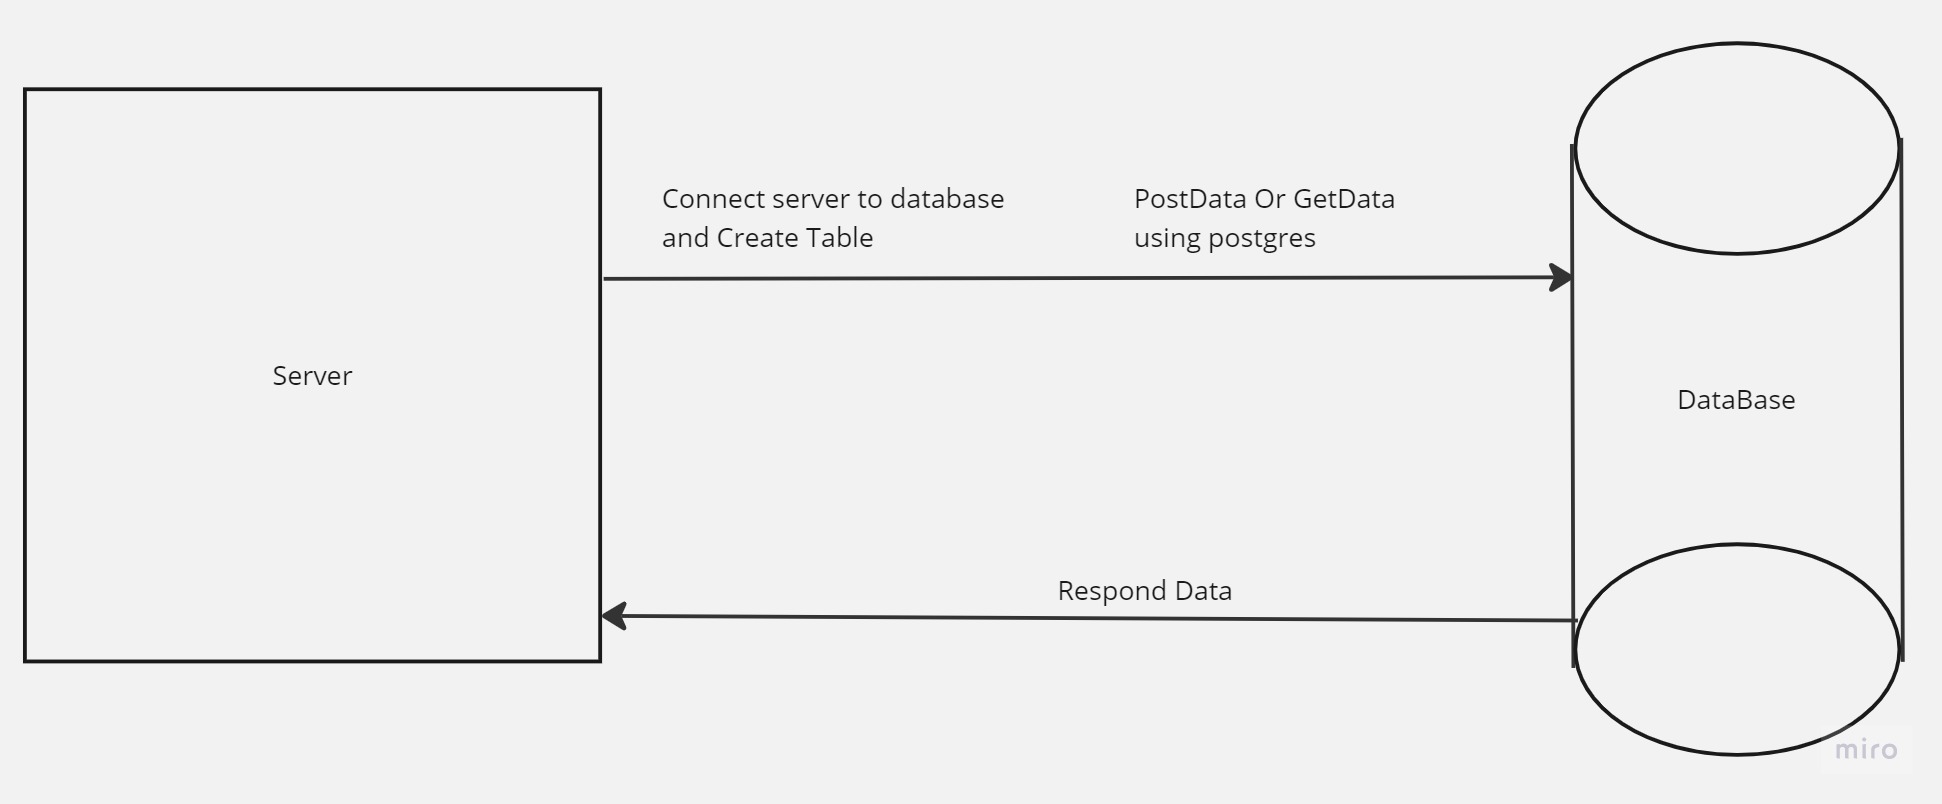 Connect server to database
and Create Table
PostData Or GetData
using postgres
Server
DataBase
Respond Data
miro